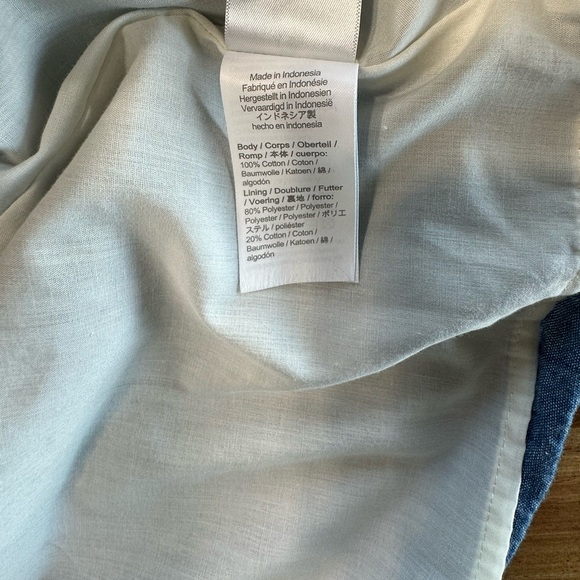 Made in Indonesia
Fabriqué en Indonésie
Hergestellt in Indonesien
Vervaardigd in Indonesië
インドネシア製
hecho en indonesia
Body / Corps / Oberteil /
Romp / 本体 / cuerpo:
100% Cotton / Coton /
Baumwolle / Katoen / 綿 /
algodón
Lining / Doublure / Futter
/ Voering / 裏地 / forro:
80% Polyester / Polyester /
Polyester / Polyester / ポリエ
ステル / poliéster
20% Cotton / Coton /
Baumwolle / Katoen / 綿 /
algodón